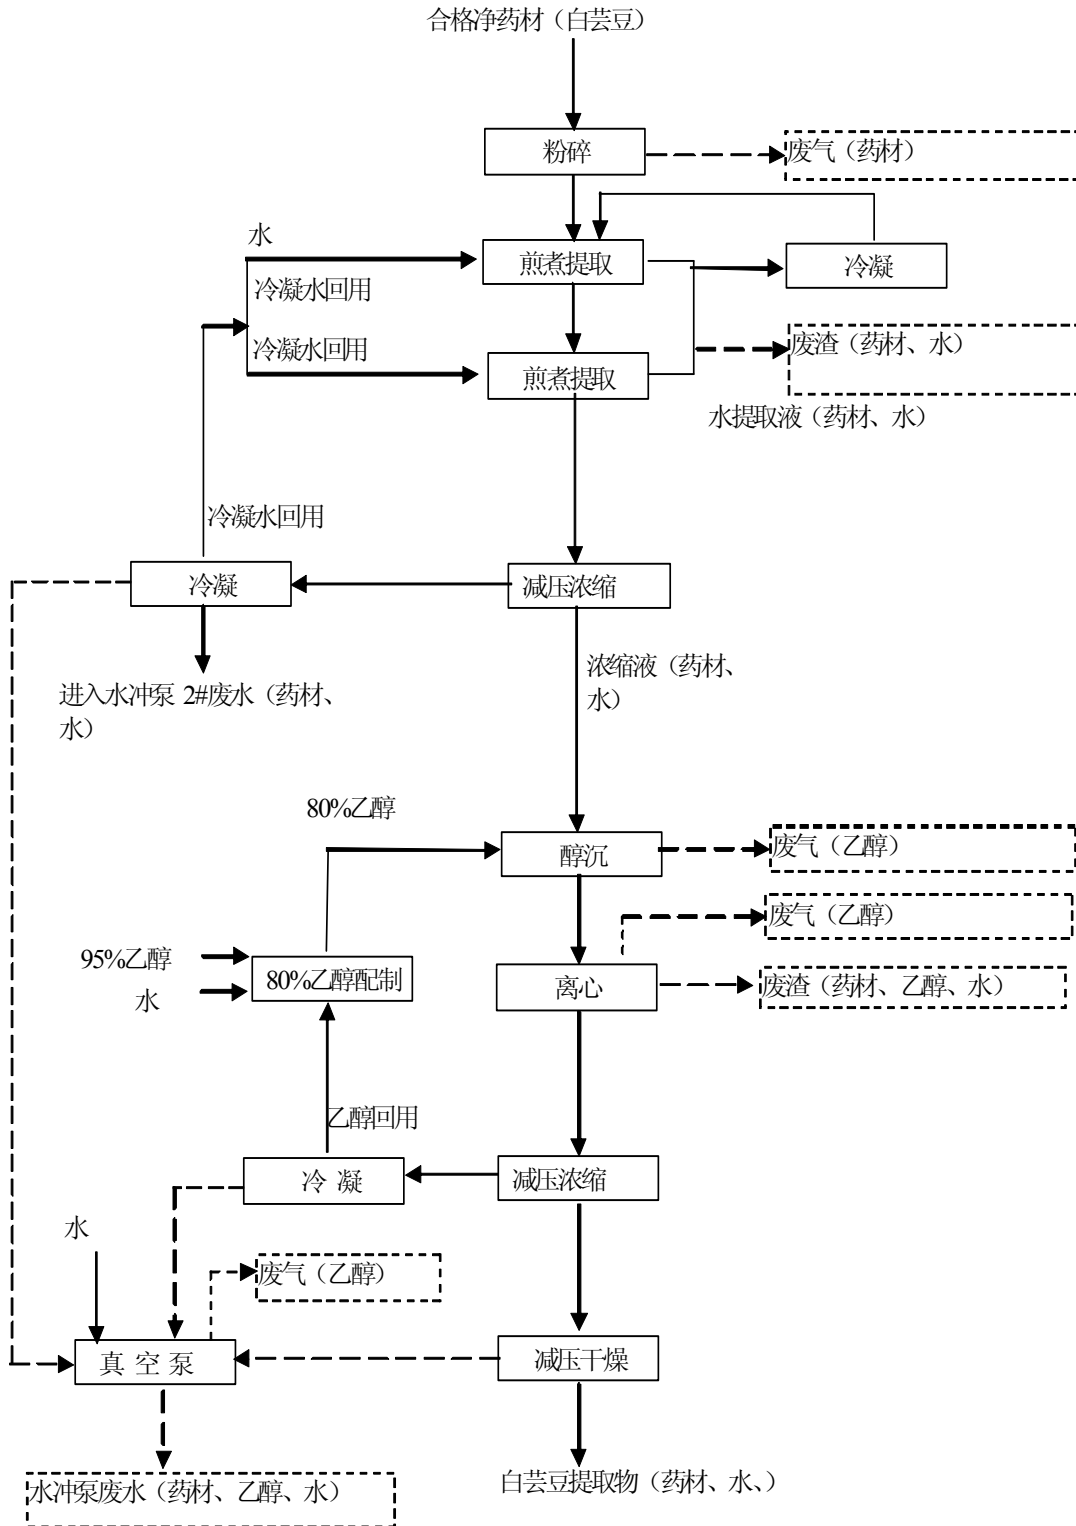 合格净药材（白芸豆）
粉碎
废气（药材）
水
煎煮提取
冷凝
冷凝水回用
冷凝水回用
废渣（药材、水）
煎煮提取
水提取液（药材、水）
冷凝水回用
冷凝
减压浓缩
浓缩液（药材、
水）
进入水冲泵 2#废水（药材、
水）
80%乙醇
醇沉
废气（乙醇）
废气（乙醇）
95%乙醇
80%乙醇配制
离心
废渣（药材、乙醇、水）
水
乙醇回用
冷 凝
减压浓缩
水
废气（乙醇）
真 空 泵
减压干燥
水冲泵废水（药材、乙醇、水）
白芸豆提取物（药材、水、）